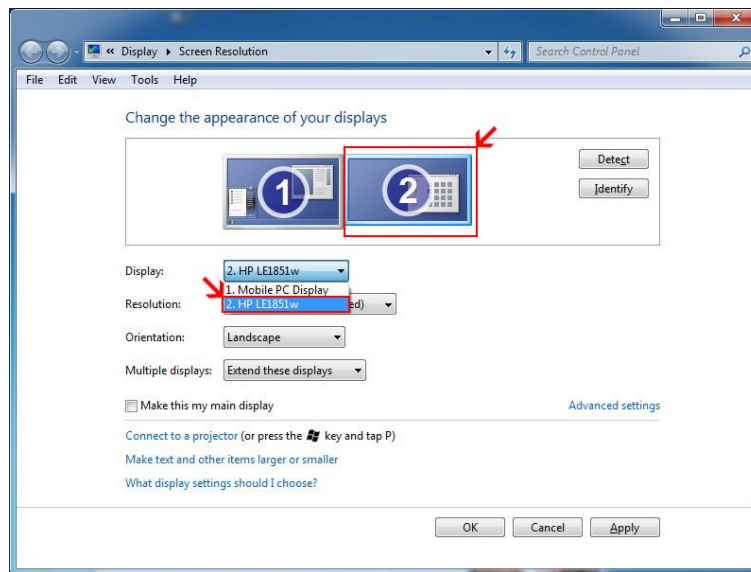 « Display ▸ Screen Resolution Search Control Panel
File Edit View Tools Help
Change the appearance of your displays
1 2
Detect
Identify
Display: 2. HP LE1851w
1. Mobile PC Display
Resolution: 2. HP LE1851w ed)
Orientation: Landscape
Multiple displays: Extend these displays
Make this my main display Advanced settings
Connect to a projector (or press the key and tap P)
Make text and other items larger or smaller
What display settings should I choose?
OK Cancel Apply